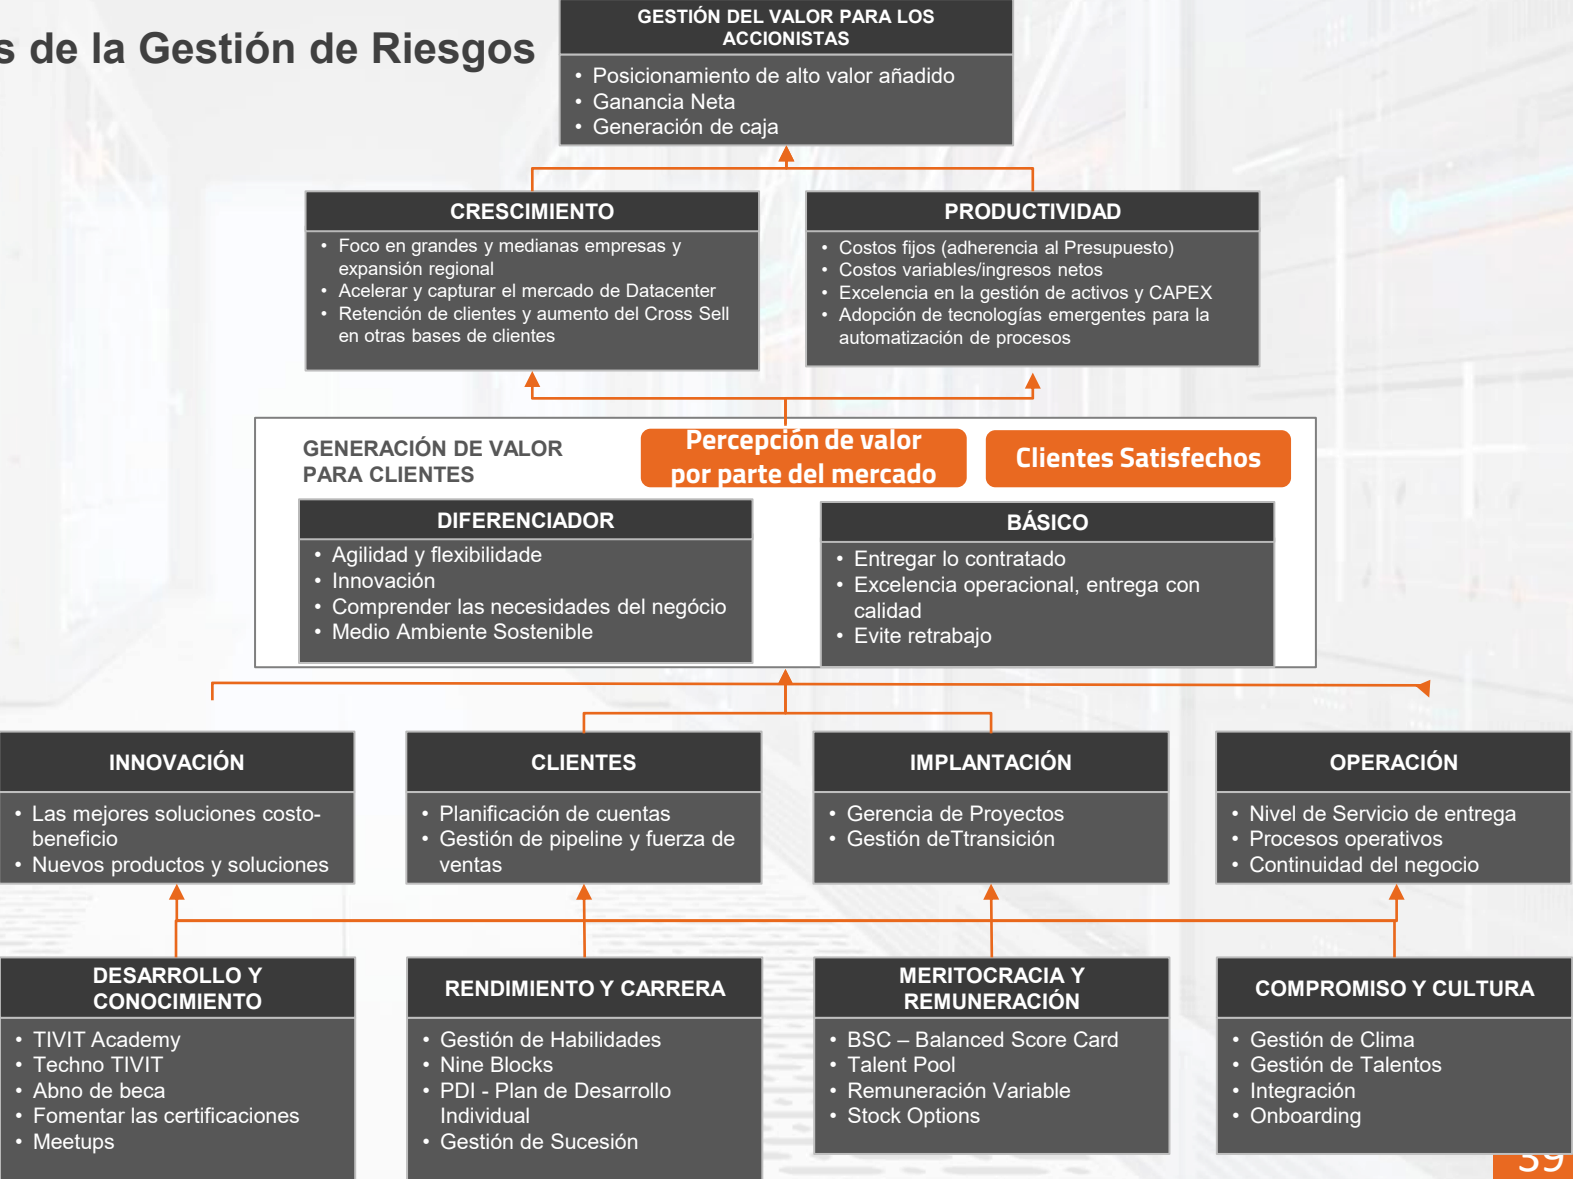 s de la Gestión de Riesgos
GESTIÓN DEL VALOR PARA LOS
ACCIONISTAS
• Posicionamiento de alto valor añadido
• Ganancia Neta
• Generación de caja
CRESCIMIENTO
• Foco en grandes y medianas empresas y
expansión regional
• Acelerar y capturar el mercado de Datacenter
• Retención de clientes y aumento del Cross Sell
en otras bases de clientes
PRODUCTIVIDAD
• Costos fijos (adherencia al Presupuesto)
• Costos variables/ingresos netos
• Excelencia en la gestión de activos y CAPEX
• Adopción de tecnologías emergentes para la
automatización de procesos
GENERACIÓN DE VALOR
PARA CLIENTES
Percepción de valor
por parte del mercado
Clientes Satisfechos
DIFERENCIADOR
• Agilidad y flexibilidade
• Innovación
• Comprender las necesidades del negócio
• Medio Ambiente Sostenible
BÁSICO
• Entregar lo contratado
• Excelencia operacional, entrega con
calidad
• Evite retrabajo
INNOVACIÓN
• Las mejores soluciones costo-
beneficio
• Nuevos productos y soluciones
CLIENTES
• Planificación de cuentas
• Gestión de pipeline y fuerza de
ventas
IMPLANTACIÓN
• Gerencia de Proyectos
• Gestión deTtransición
OPERACIÓN
• Nivel de Servicio de entrega
• Procesos operativos
• Continuidad del negocio
DESARROLLO Y
CONOCIMIENTO
• TIVIT Academy
• Techno TIVIT
• Abno de beca
• Fomentar las certificaciones
• Meetups
RENDIMIENTO Y CARRERA
• Gestión de Habilidades
• Nine Blocks
• PDI - Plan de Desarrollo
Individual
• Gestión de Sucesión
MERITOCRACIA Y
REMUNERACIÓN
• BSC – Balanced Score Card
• Talent Pool
• Remuneración Variable
• Stock Options
COMPROMISO Y CULTURA
• Gestión de Clima
• Gestión de Talentos
• Integración
• Onboarding
39